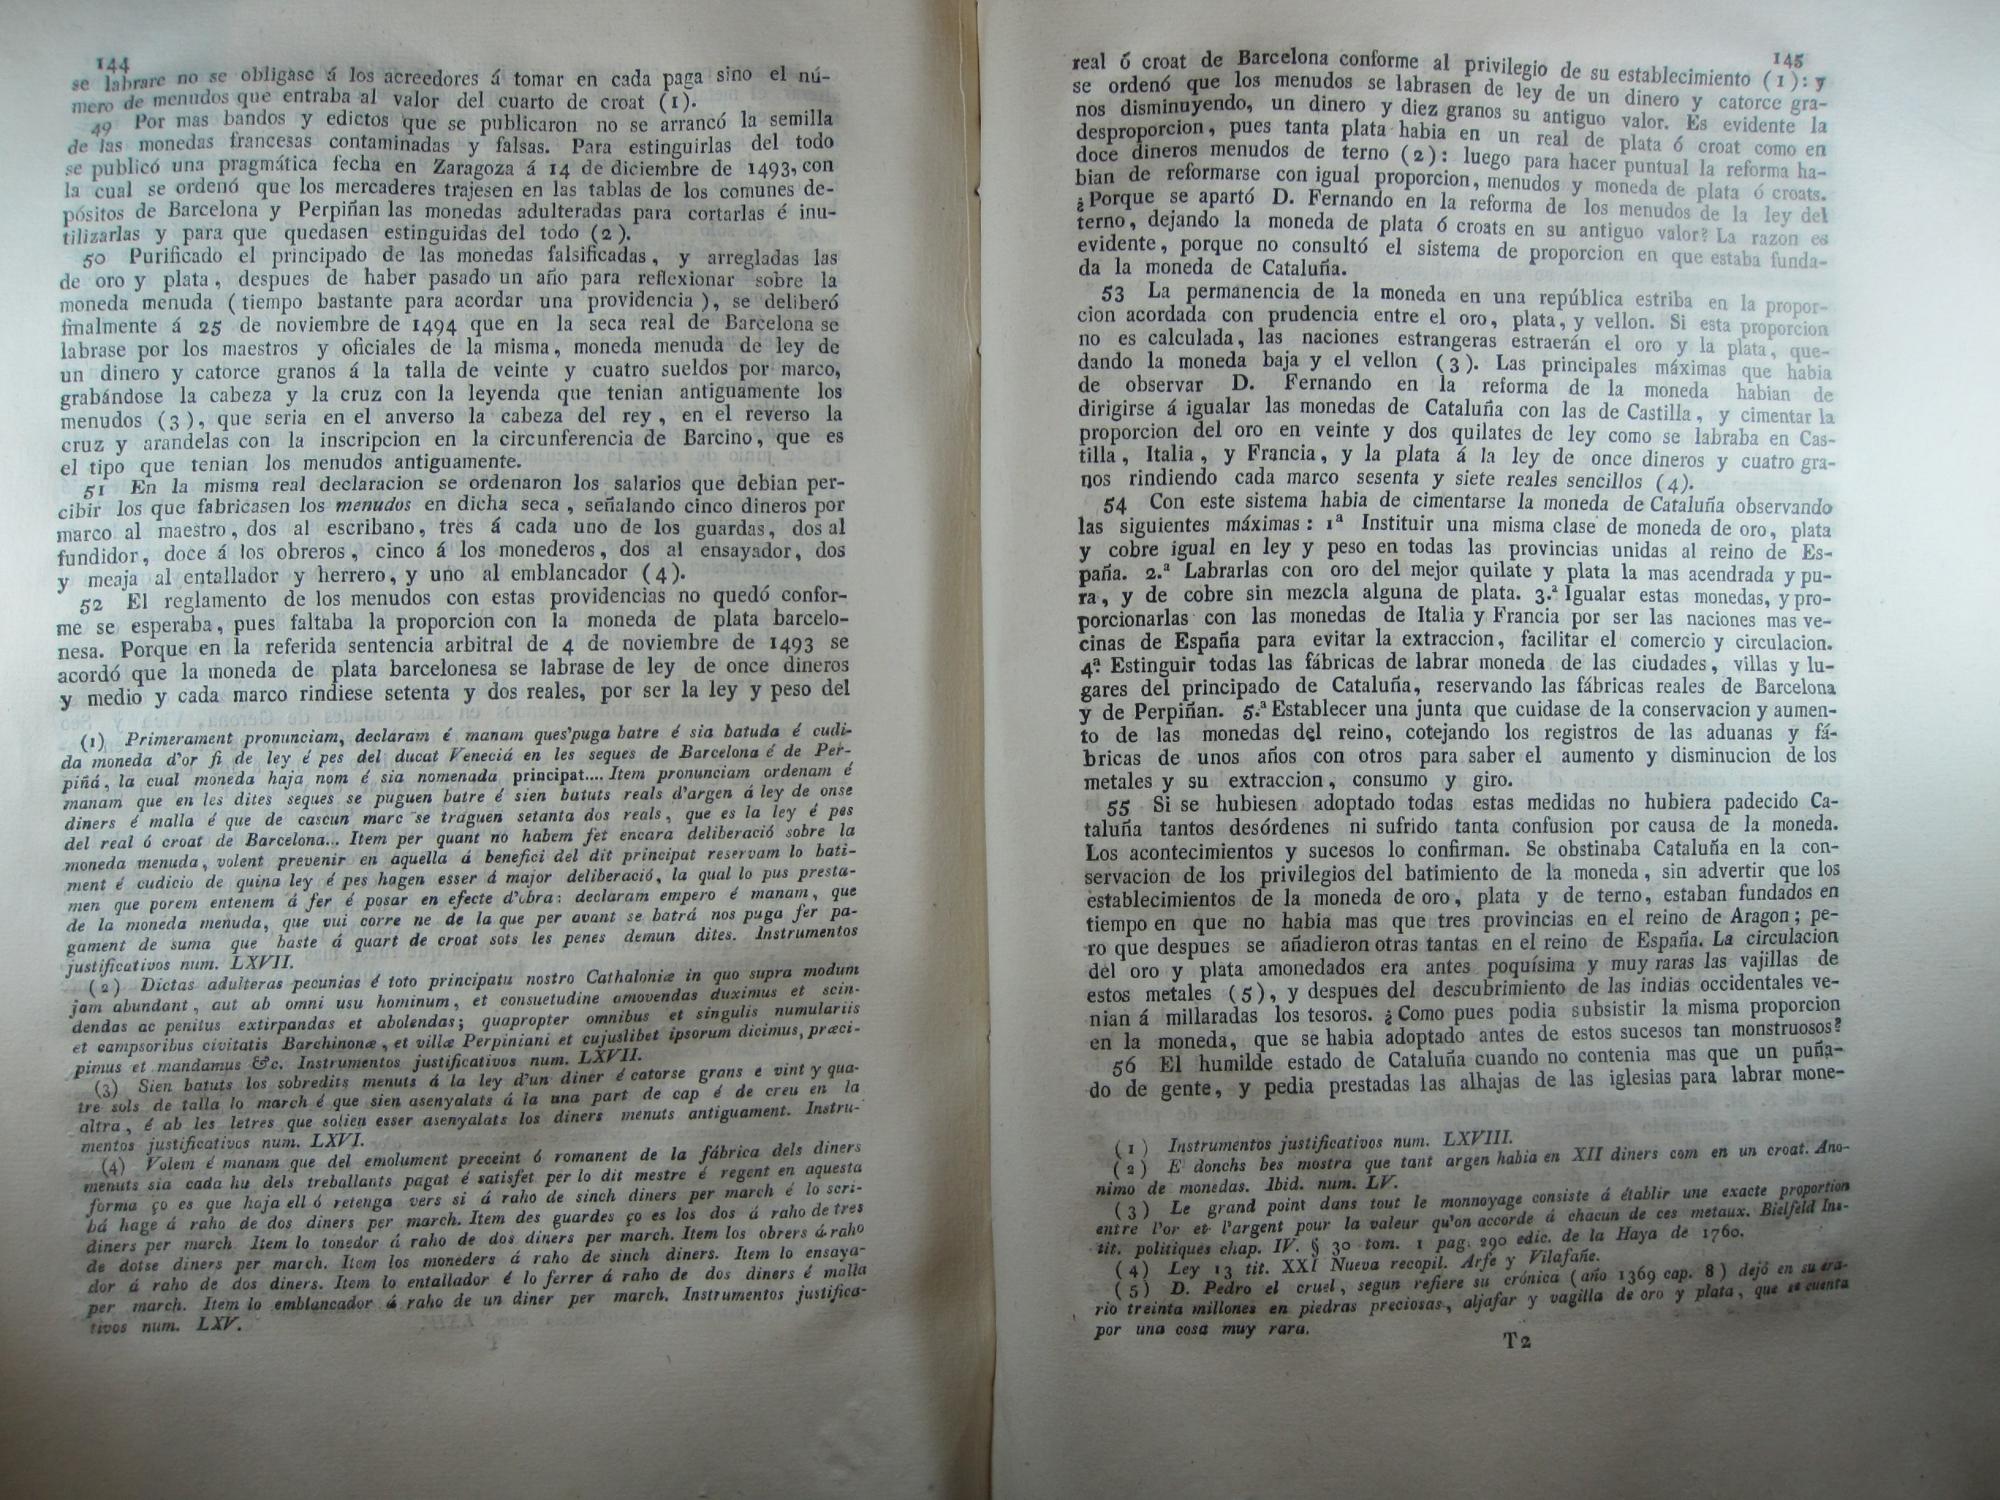 144
se labrare no se obligase á los acreedores á tomar en cada paga sino el nú-
mero de menudos que entraba al valor del cuarto de croat (1).
49 Por mas bandos y edictos que se publicaron no se arrancó la semilla
de las monedas francesas contaminadas y falsas. Para estinguirlas del todo
se publicó una pragmática fecha en Zaragoza á 14 de diciembre de 1493, con
la cual se ordenó que los mercaderes trajesen en las tablas de los comunes de-
pósitos de Barcelona y Perpiñan las monedas adulteradas para cortarlas é inu-
tilizarlas y para que quedasen estinguidas del todo (2).
50 Purificado el principado de las monedas falsificadas, y arregladas las
de oro y plata, despues de haber pasado un año para reflexionar sobre la
moneda menuda (tiempo bastante para acordar una providencia), se deliberó
finalmente á 25 de noviembre de 1494 que en la seca real de Barcelona se
labrase por los maestros y oficiales de la misma, moneda menuda de ley de
un dinero y catorce granos á la talla de veinte y cuatro sueldos por marco,
grabándose la cabeza y la cruz con la leyenda que tenian antiguamente los
menudos (3), que seria en el anverso la cabeza del rey, en el reverso la
cruz y arandelas con la inscripcion en la circunferencia de Barcino, que es
el tipo que tenian los menudos antiguamente.
51 En la misma real declaracion se ordenaron los salarios que debian per-
cibir los que fabricasen los menudos en dicha seca, señalando cinco dineros por
marco al maestro, dos al escribano, tres á cada uno de los guardas, dos al
fundidor, doce á los obreros, cinco á los monederos, dos al ensayador, dos
y meaja al entallador y herrero, y uno al emblancador (4).
52 El reglamento de los menudos con estas providencias no quedó confor-
me se esperaba, pues faltaba la proporcion con la moneda de plata barcelo-
nesa. Porque en la referida sentencia arbitral de 4 de noviembre de 1493 se
acordó que la moneda de plata barcelonesa se labrase de ley de once dineros
y medio y cada marco rindiese setenta y dos reales, por ser la ley y peso del
(1) Primerament pronunciam, declaram é manam ques'puga batre é sia batuda é cudi-
da moneda d'or fi de ley é pes del ducat Veneciá en les seques de Barcelona é de Per-
piñá, la cual moneda haja nom é sia nomenada principat.... Item pronunciam ordenam é
manam que en les dites seques se puguen batre é sien batuts reals d'argen á ley de onse
diners é malla é que de cascun marc se traguen setanta dos reals, que es la ley é pes
del real ó croat de Barcelona... Item per quant no habem fet encara deliberació sobre la
moneda menuda, volent prevenir en aquella á benefici del dit principat reservam lo bati-
ment é cudicio de quina ley é pes hagen esser á major deliberació, la qual lo pus presta-
men que porem entenem á fer é posar en efecte d'obra: declaram empero é manam, que
de la moneda menuda, que vui corre ne de la que per avant se batrá nos puga fer pa-
gament de suma que baste á quart de croat sots les penes demun dites. Instrumentos
justificativos num. LXVII.
(2) Dictas adulteras pecunias é toto principatu nostro Cathaloniæ in quo supra modum
jam abundant, aut ab omni usu hominum, et consuetudine amovendas duximus et scin-
dendas ac penitus extirpandas et abolendas; quapropter omnibus et singulis numulariis
et campsoribus civitatis Barchinonæ, et villæ Perpiniani et cujuslibet ipsorum dicimus, præci-
pimus et mandamus &c. Instrumentos justificativos num. LXVII.
(3) Sien batuts los sobredits menuts á la ley d'un diner é catorse grans e vint y qua-
tre sols de talla lo march é que sien asenyalats á la una part de cap é de creu en la
altra, é ab les letres que solien esser asenyalats los diners menuts antiguament. Instru-
mentos justificativos num. LXVI.
(4) Volem é manam que del emolument preceint ó romanent de la fábrica dels diners
menuts sia cada hu dels treballants pagat é satisfet per lo dit mestre é regent en aquesta
forma ço es que haja ell ó retenga vers si á raho de sinch diners per march é lo scri-
bá hage á raho de dos diners per march. Item des guardes ço es los dos á raho de tres
diners per march Item lo tonedor á raho de dos diners per march. Item los obrers á raho
de dotse diners per march. Item los moneders á raho de sinch diners. Item lo ensaya-
dor á raho de dos diners. Item lo entallador é lo ferrer á raho de dos diners é malla
per march. Item lo emblancador á raho de un diner per march. Instrumentos justifica-
tivos num. LXV.
145
real ó croat de Barcelona conforme al privilegio de su establecimiento (1): y
se ordenó que los menudos se labrasen de ley de un dinero y catorce gra-
nos disminuyendo, un dinero y diez granos su antiguo valor. Es evidente la
desproporcion, pues tanta plata habia en un real de plata ó croat como en
doce dineros menudos de terno (2): luego para hacer puntual la reforma ha-
bian de reformarse con igual proporcion, menudos y moneda de plata ó croats.
¿Porque se apartó D. Fernando en la reforma de los menudos de la ley del
terno, dejando la moneda de plata ó croats en su antiguo valor? La razon es
evidente, porque no consultó el sistema de proporcion en que estaba funda-
da la moneda de Cataluña.
53 La permanencia de la moneda en una república estriba en la propor-
cion acordada con prudencia entre el oro, plata, y vellon. Si esta proporcion
no es calculada, las naciones estrangeras estraerán el oro y la plata, que-
dando la moneda baja y el vellon (3). Las principales máximas que habia
de observar D. Fernando en la reforma de la moneda habian de
dirigirse á igualar las monedas de Cataluña con las de Castilla, y cimentar la
proporcion del oro en veinte y dos quilates de ley como se labraba en Cas-
tilla, Italia, y Francia, y la plata á la ley de once dineros y cuatro gra-
nos rindiendo cada marco sesenta y siete reales sencillos (4).
54 Con este sistema habia de cimentarse la moneda de Cataluña observando
las siguientes máximas: 1ª Instituir una misma clase de moneda de oro, plata
y cobre igual en ley y peso en todas las provincias unidas al reino de Es-
paña. 2.ª Labrarlas con oro del mejor quilate y plata la mas acendrada y pu-
ra, y de cobre sin mezcla alguna de plata. 3.ª Igualar estas monedas, y pro-
porcionarlas con las monedas de Italia y Francia por ser las naciones mas ve-
cinas de España para evitar la extraccion, facilitar el comercio y circulacion.
4.ª Estinguir todas las fábricas de labrar moneda de las ciudades, villas y lu-
gares del principado de Cataluña, reservando las fábricas reales de Barcelona
y de Perpiñan. 5.ª Establecer una junta que cuidase de la conservacion y aumen-
to de las monedas del reino, cotejando los registros de las aduanas y fá-
bricas de unos años con otros para saber el aumento y disminucion de los
metales y su extraccion, consumo y giro.
55 Si se hubiesen adoptado todas estas medidas no hubiera padecido Ca-
taluña tantos desórdenes ni sufrido tanta confusion por causa de la moneda.
Los acontecimientos y sucesos lo confirman. Se obstinaba Cataluña en la con-
servacion de los privilegios del batimiento de la moneda, sin advertir que los
establecimientos de la moneda de oro, plata y de terno, estaban fundados en
tiempo en que no habia mas que tres provincias en el reino de Aragon; pe-
ro que despues se añadieron otras tantas en el reino de España. La circulacion
del oro y plata amonedados era antes poquísima y muy raras las vajillas de
estos metales (5), y despues del descubrimiento de las indias occidentales ve-
nian á millaradas los tesoros. ¿Como pues podia subsistir la misma proporcion
en la moneda, que se habia adoptado antes de estos sucesos tan monstruosos?
56 El humilde estado de Cataluña cuando no contenia mas que un puña-
do de gente, y pedia prestadas las alhajas de las iglesias para labrar mone-
(1) Instrumentos justificativos num. LXVIII.
(2) E donchs bes mostra que tant argen habia en XII diners com en un croat. Ano-
nimo de monedas. Ibid. num. LV.
(3) Le grand point dans tout le monnoyage consiste á établir une exacte proportion
entre l'or et l'argent pour la valeur qu'on accorde á chacun de ces metaux. Bielfeld Ins-
tit. politiques chap. IV. § 30 tom. 1 pag. 290 edic. de la Haya de 1760.
(4) Ley 13 tit. XXI Nueva recopil. Arfe y Vilafañe.
(5) D. Pedro el cruel, segun refiere su crónica (año 1369 cap. 8) dejó en su era-
rio treinta millones en piedras preciosas, aljafar y vagilla de oro y plata, que se cuenta
por una cosa muy rara.
T2